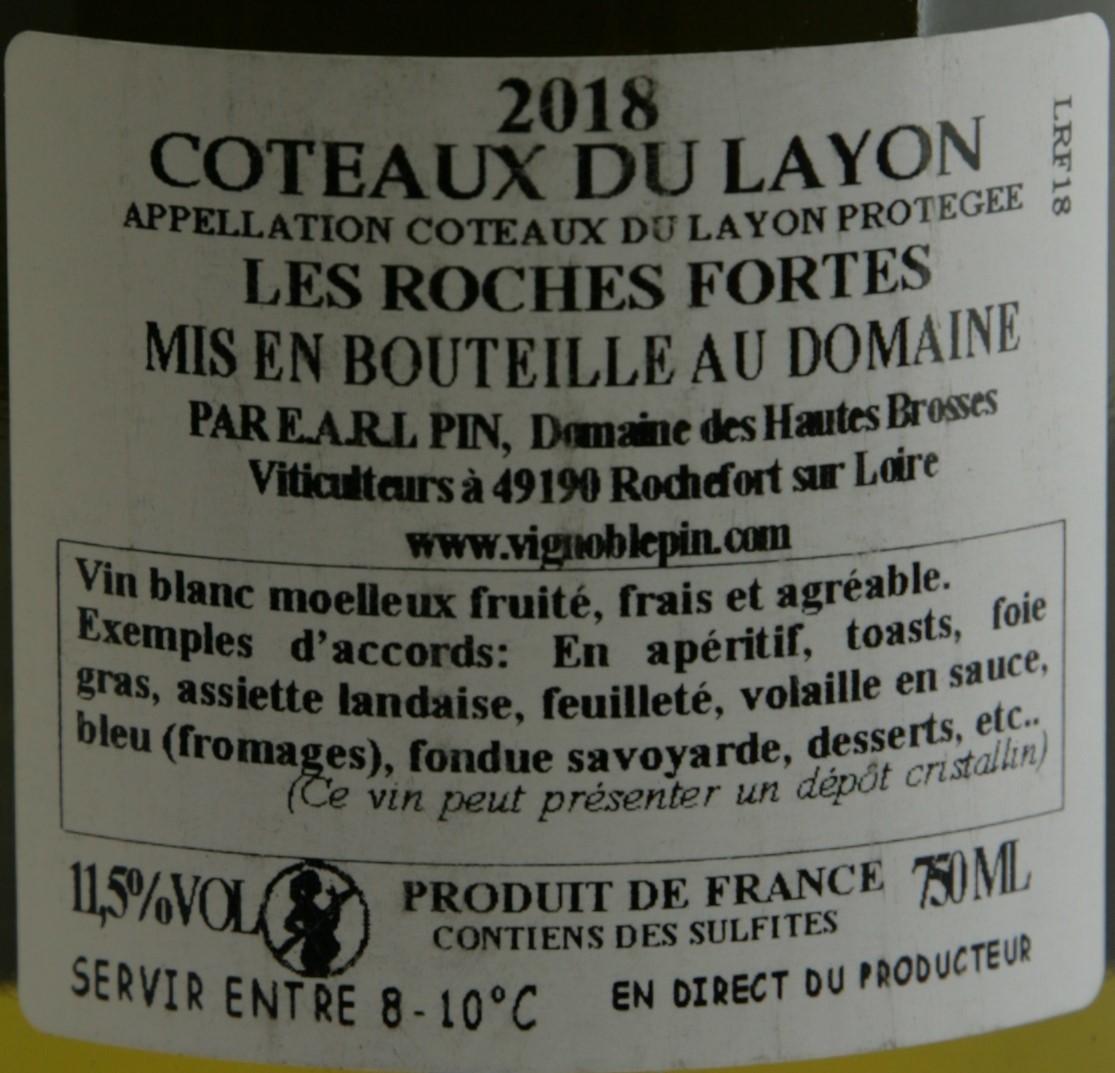 2018
COTEAUX DU LAYON
APPELLATION COTEAUX DU LAYON PROTEGEE
LES ROCHES FORTES
MIS EN BOUTEILLE AU DOMAINE
PAR E.A.R.L PIN, Domaine des Hautes Brosses
Viticulteurs à 49190 Rochefort sur Loire
www.vignoblepin.com
Vin blanc moelleux fruité, frais et agréable.
Exemples d'accords: En apéritif, toasts, foie
gras, assiette landaise, feuilleté, volaille en sauce,
bleu (fromages), fondue savoyarde, desserts, etc..
(Ce vin peut présenter un dépôt cristallin)
11,5%VOL PRODUIT DE FRANCE 750 ML
CONTIENS DES SULFITES
SERVIR ENTRE 8-10°C EN DIRECT DU PRODUCTEUR
LRF18